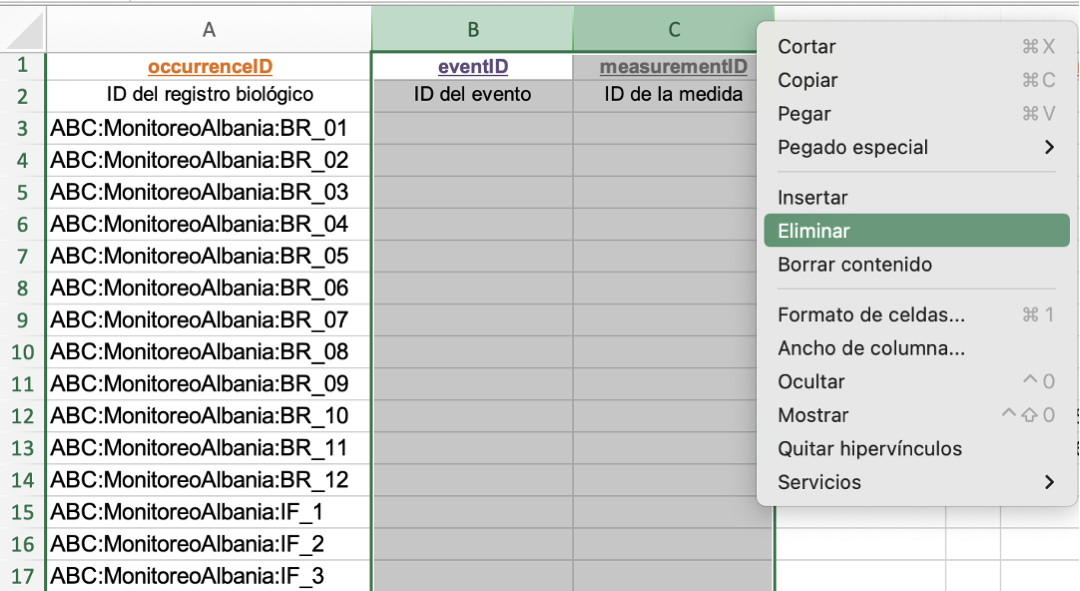 A B C
1 occurrenceID eventID measurementID
2 ID del registro biológico ID del evento ID de la medida
3 ABC:MonitoreoAlbania:BR_01
4 ABC:MonitoreoAlbania:BR_02
5 ABC:MonitoreoAlbania:BR_03
6 ABC:MonitoreoAlbania:BR_04
7 ABC:MonitoreoAlbania:BR_05
8 ABC:MonitoreoAlbania:BR_06
9 ABC:MonitoreoAlbania:BR_07
10 ABC:MonitoreoAlbania:BR_08
11 ABC:MonitoreoAlbania:BR_09
12 ABC:MonitoreoAlbania:BR_10
13 ABC:MonitoreoAlbania:BR_11
14 ABC:MonitoreoAlbania:BR_12
15 ABC:MonitoreoAlbania:IF_1
16 ABC:MonitoreoAlbania:IF_2
17 ABC:MonitoreoAlbania:IF_3
Cortar ⌘X
Copiar ⌘C
Pegar ⌘V
Pegado especial
Insertar
Eliminar
Borrar contenido
Formato de celdas... ⌘1
Ancho de columna...
Ocultar ^0
Mostrar ^⇧0
Quitar hipervínculos
Servicios